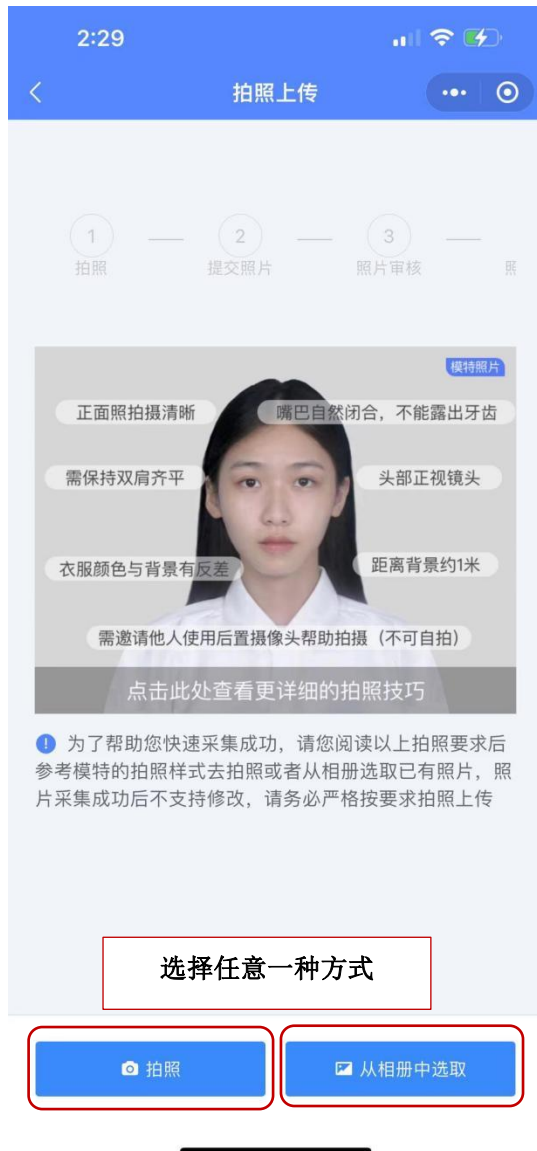 2:29
拍照上传
1
2
3
拍照
提交照片
照片审核
照
模特照片
正面照拍摄清晰
嘴巴自然闭合，不能露出牙齿
需保持双肩齐平
头部正视镜头
衣服颜色与背景有反差
距离背景约1米
需邀请他人使用后置摄像头帮助拍摄（不可自拍）
点击此处查看更详细的拍照技巧
为了帮助您快速采集成功，请您阅读以上拍照要求后
参考模特的拍照样式去拍照或者从相册选取已有照片，照
片采集成功后不支持修改，请务必严格按要求拍照上传
选择任意一种方式
拍照
从相册中选取